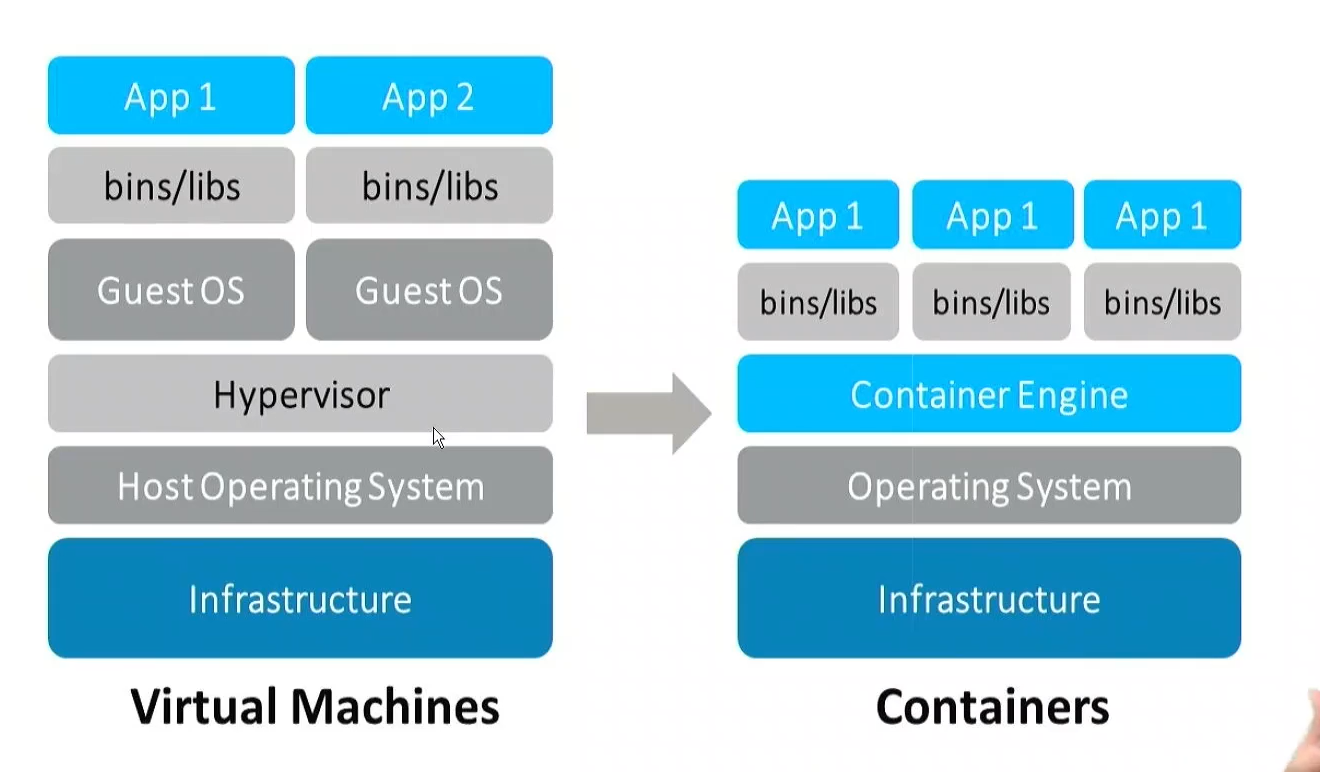 App 1
App 2
bins/libs
bins/libs
Guest OS
Guest OS
Hypervisor
Host Operating System
Infrastructure
Virtual Machines
App 1
App 1
App 1
bins/libs
bins/libs
bins/libs
Container Engine
Operating System
Infrastructure
Containers